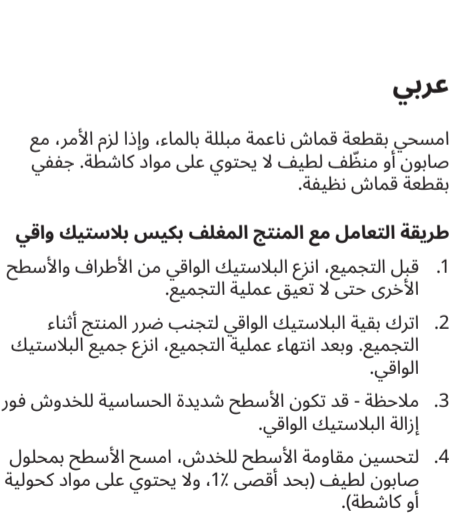 عربي
امسحي بقطعة قماش ناعمة مبللة بالماء، وإذا لزم الأمر، مع
صابون أو منظّف لطيف لا يحتوي على مواد كاشطة. جففي
بقطعة قماش نظيفة.
طريقة التعامل مع المنتج المغلف بكيس بلاستيك واقي
1. قبل التجميع، انزع البلاستيك الواقي من الأطراف والأسطح
الأخرى حتى لا تعيق عملية التجميع.
2. اترك بقية البلاستيك الواقي لتجنب ضرر المنتج أثناء
التجميع. وبعد انتهاء عملية التجميع، انزع جميع البلاستيك
الواقي.
3. ملاحظة - قد تكون الأسطح شديدة الحساسية للخدوش فور
إزالة البلاستيك الواقي.
4. لتحسين مقاومة الأسطح للخدش، امسح الأسطح بمحلول
صابون لطيف (بحد أقصى 1٪، ولا يحتوي على مواد كحولية
أو كاشطة).